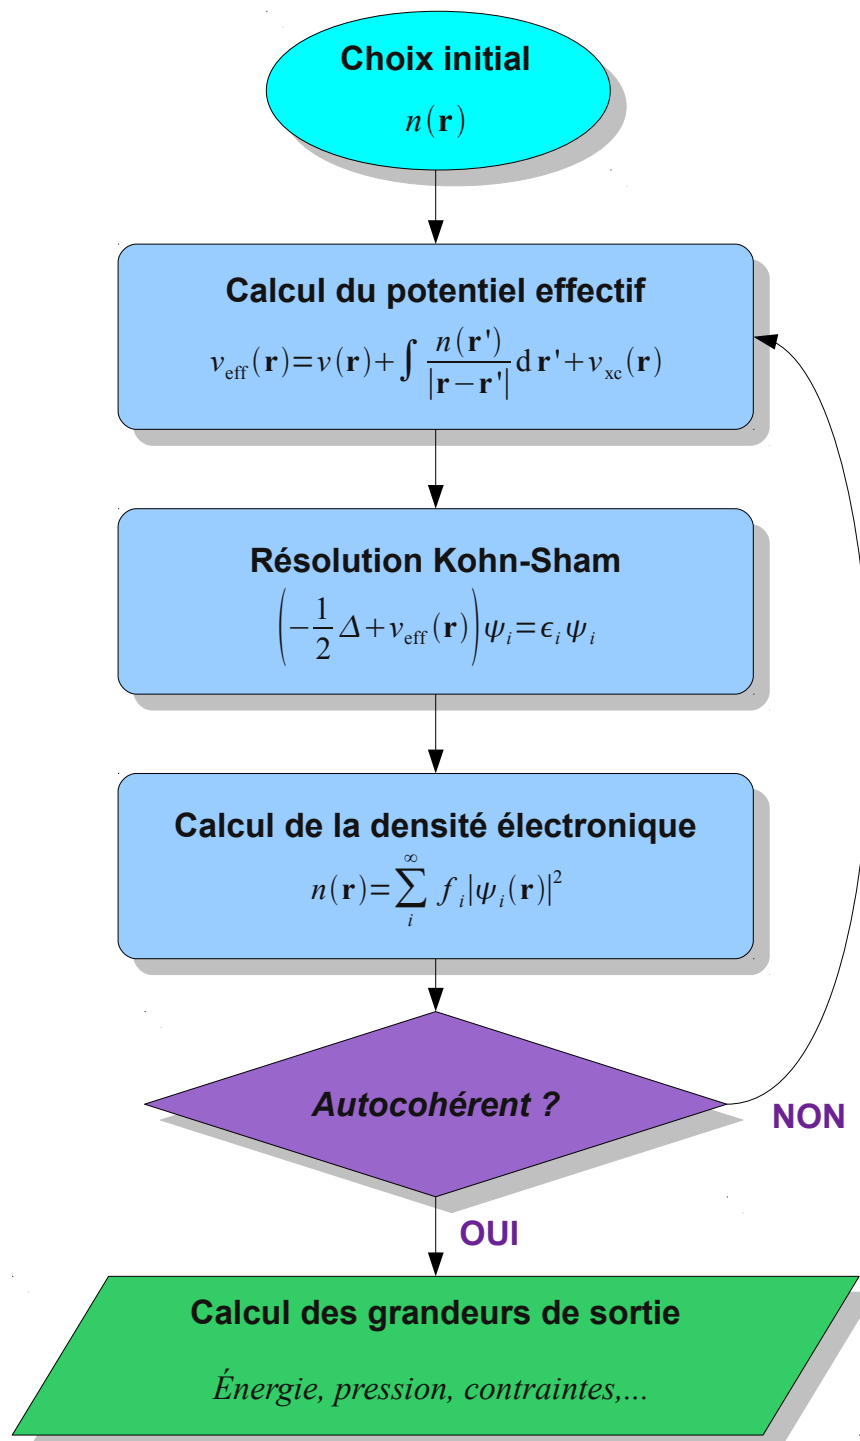 Choix initial
n(r)
Calcul du potentiel effectif
v_eff(r)=v(r)+∫ n(r')/|r−r'| d r'+v_xc(r)
Résolution Kohn-Sham
(−1/2 Δ+v_eff(r))ψ_i=ϵ_i ψ_i
Calcul de la densité électronique
n(r)=∑_i^∞ f_i|ψ_i(r)|²
Autocohérent ?
NON
OUI
Calcul des grandeurs de sortie
Énergie, pression, contraintes,...